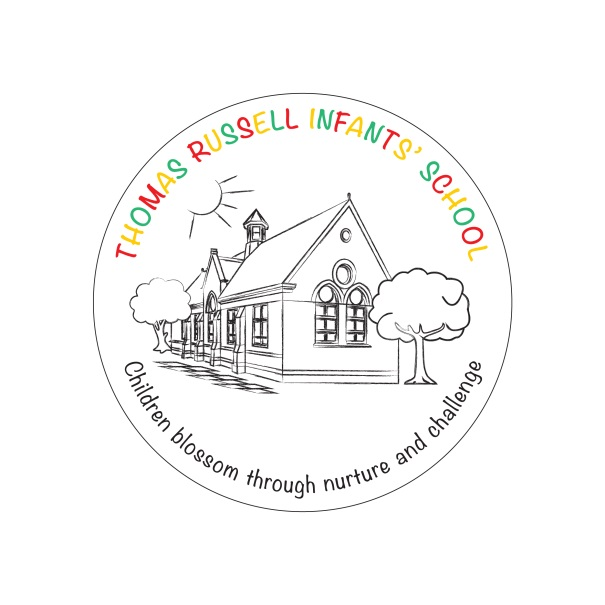 THOMAS RUSSELL INFANTS' SCHOOL
Children blossom through nurture and challenge